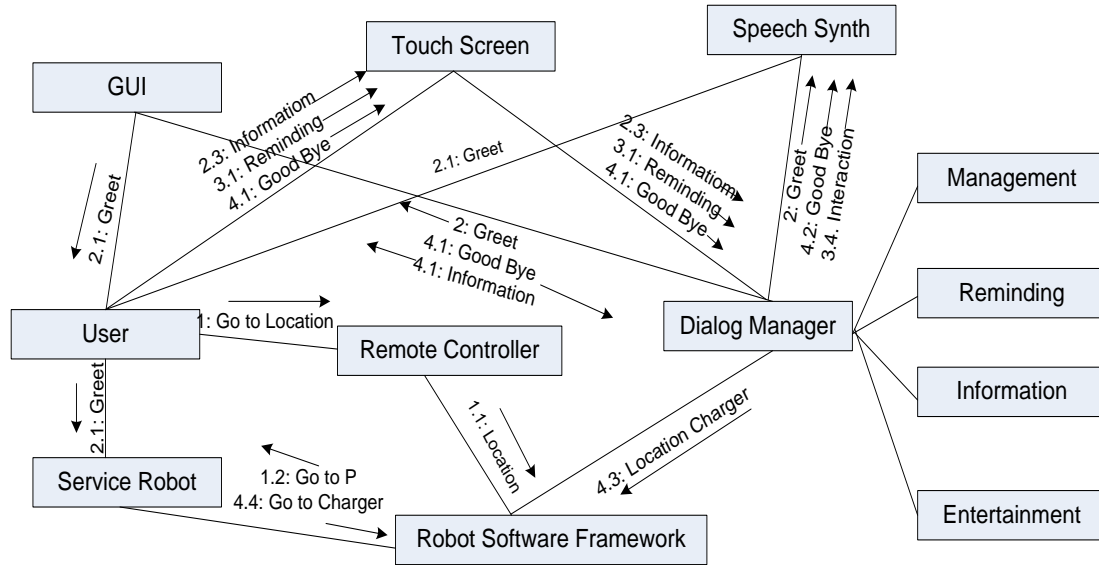 Speech Synth
Touch Screen
GUI
2.3: Informatiom
3.1: Reminding
4.1: Good Bye
2.1: Greet
2.1: Greet
2.3: Informatiom
3.1: Reminding
4.1: Good Bye
2: Greet
4.2: Good Bye
3.4. Interaction
Management
2: Greet
4.1: Good Bye
4.1: Information
Reminding
User
1: Go to Location
Remote Controller
Dialog Manager
Information
2.1: Greet
1.1: Location
4.3: Location Charger
Service Robot
1.2: Go to P
4.4: Go to Charger
Robot Software Framework
Entertainment